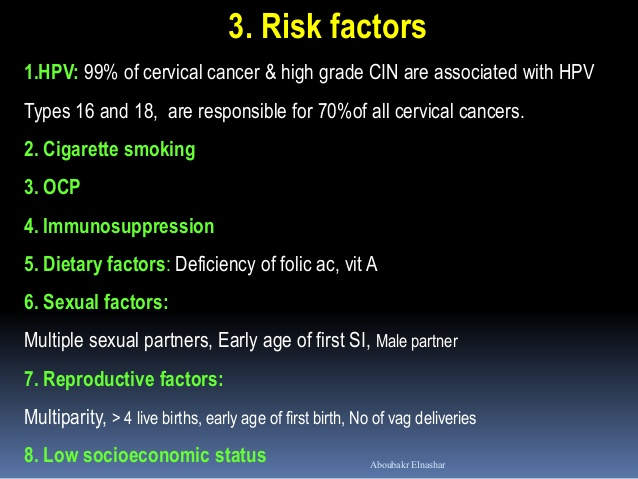 3. Risk factors
1.HPV: 99% of cervical cancer & high grade CIN are associated with HPV
Types 16 and 18, are responsible for 70%of all cervical cancers.
2. Cigarette smoking
3. OCP
4. Immunosuppression
5. Dietary factors: Deficiency of folic ac, vit A
6. Sexual factors:
Multiple sexual partners, Early age of first SI, Male partner
7. Reproductive factors:
Multiparity, > 4 live births, early age of first birth, No of vag deliveries
8. Low socioeconomic status
Aboubakr Elnashar